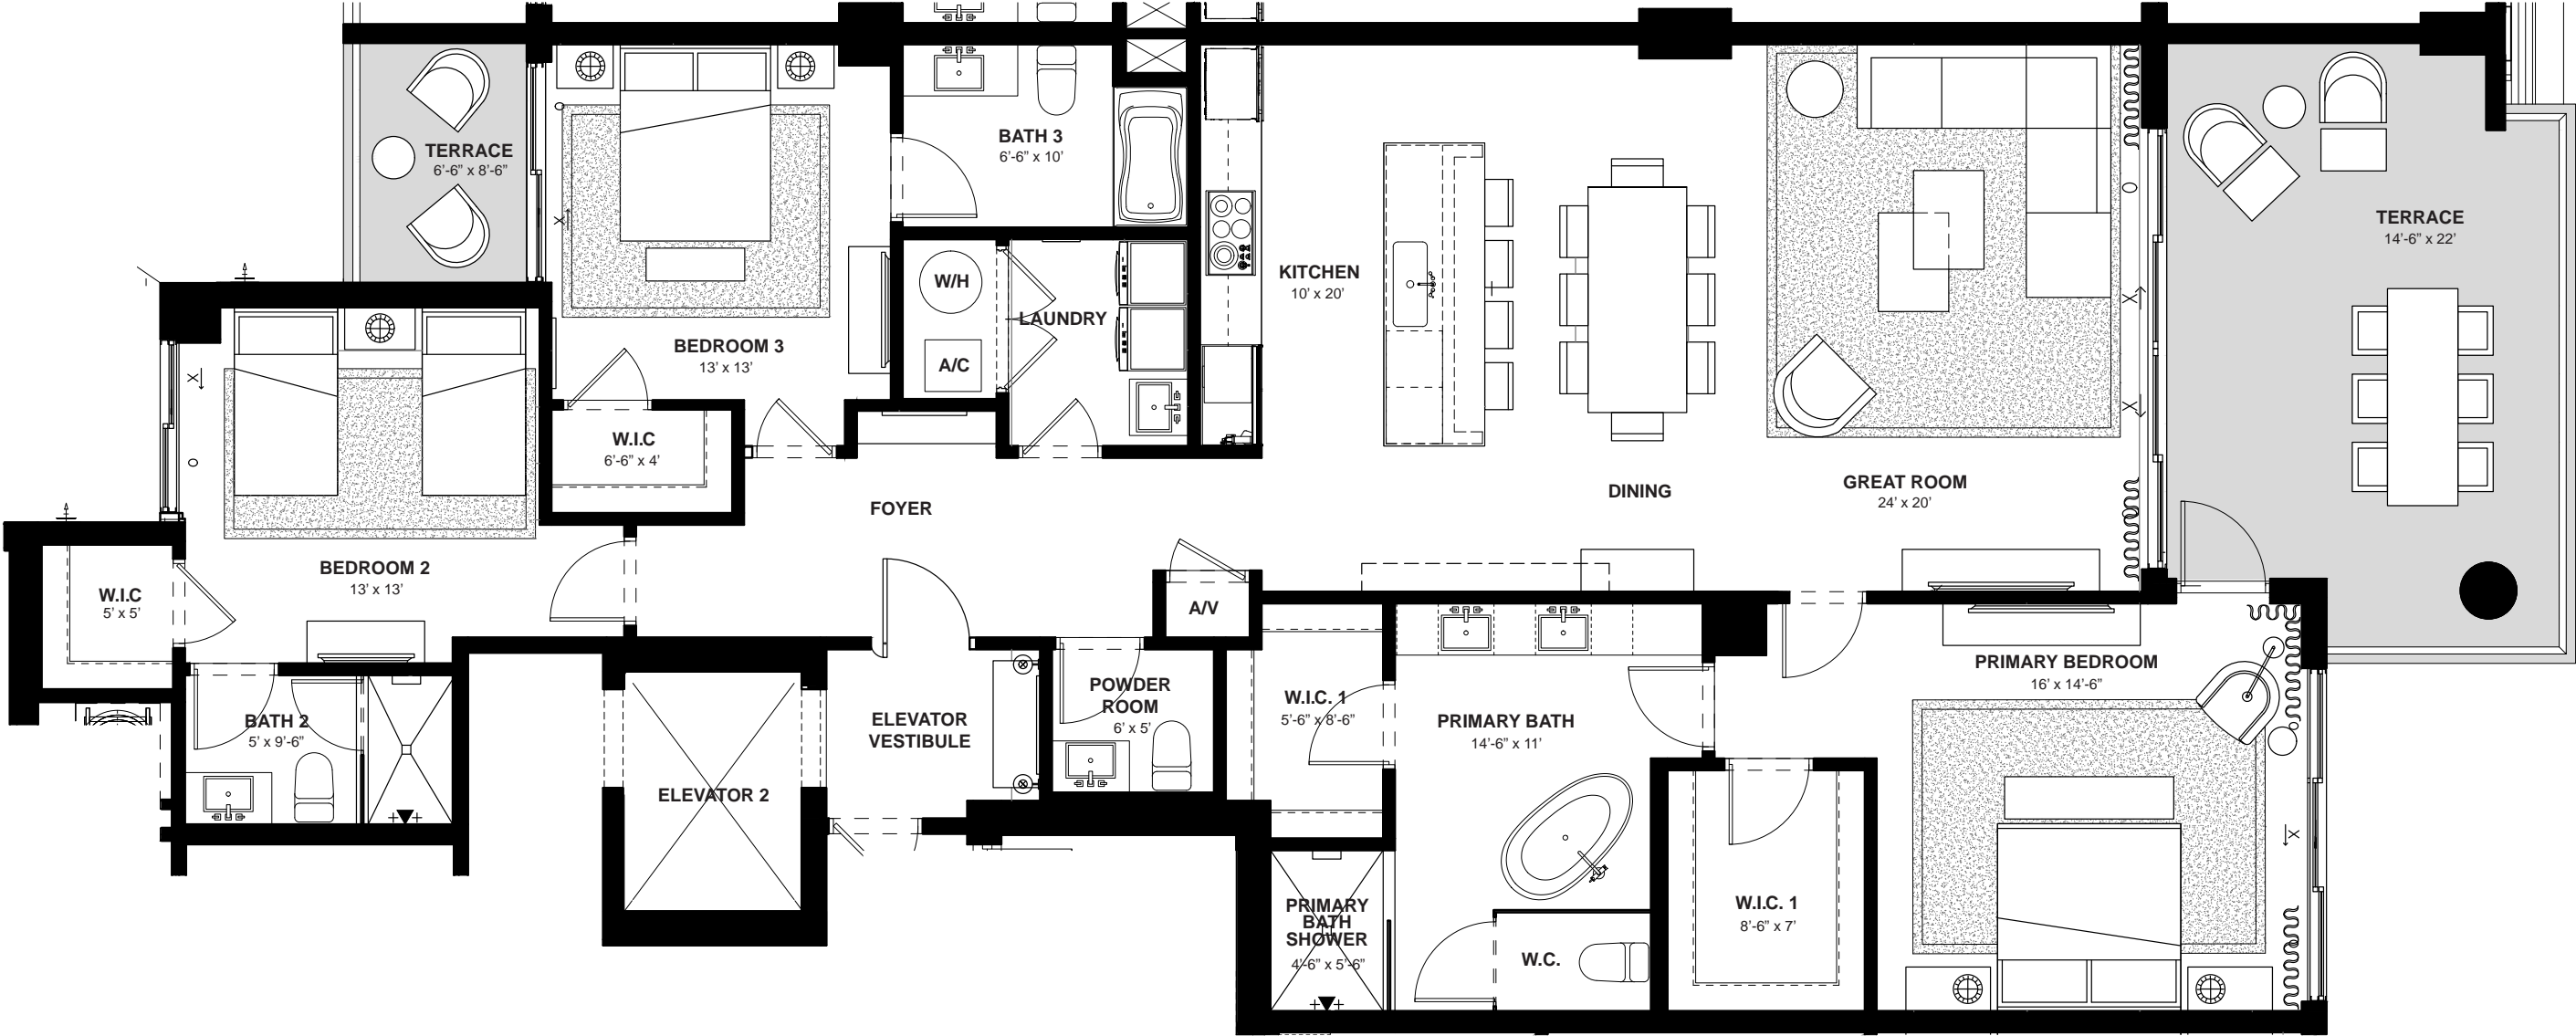 TERRACE
6’-6” x 8’-6”
BATH 3
6’-6” x 10’
W/H
A/C
LAUNDRY
BEDROOM 3
13’ x 13’
W.I.C
6’-6” x 4’
KITCHEN
10’ x 20’
DINING
GREAT ROOM
24’ x 20’
TERRACE
14’-6” x 22’
FOYER
BEDROOM 2
13’ x 13’
W.I.C
5’ x 5’
BATH 2
5’ x 9’-6”
ELEVATOR 2
ELEVATOR
VESTIBULE
A/V
POWDER
ROOM
6’ x 5’
W.I.C. 1
5’-6” x 8’-6”
PRIMARY BATH
14’-6” x 11’
PRIMARY
BATH
SHOWER
4’-6” x 5’-6”
W.C.
W.I.C. 1
8’-6” x 7’
PRIMARY BEDROOM
16’ x 14’-6”
O
X
X
O
O
X
X
O
X
O